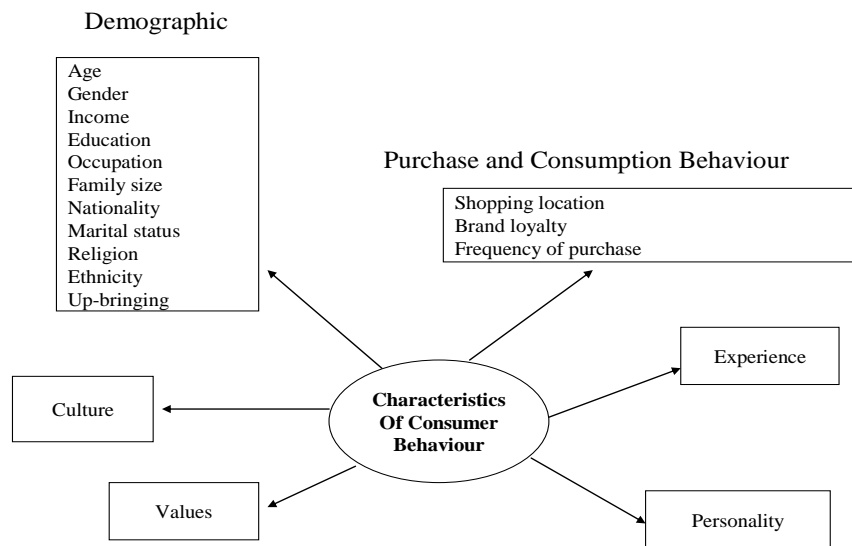 Demographic
Age
Gender
Income
Education
Occupation
Family size
Nationality
Marital status
Religion
Ethnicity
Up-bringing
Purchase and Consumption Behaviour
Shopping location
Brand loyalty
Frequency of purchase
Experience
Culture
Characteristics
Of Consumer
Behaviour
Values
Personality